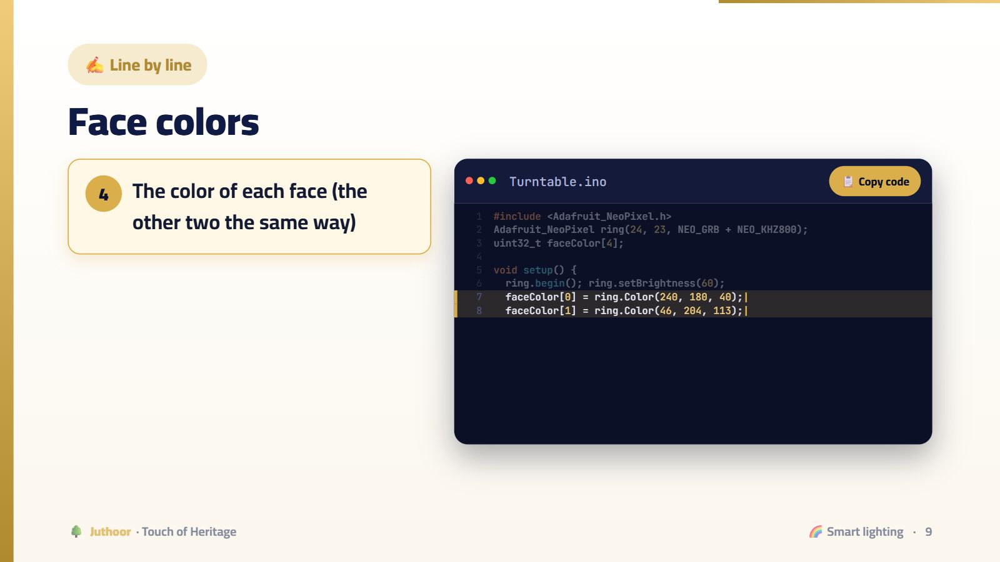 ✍️ Line by line
Face colors
4
The color of each face (the
other two the same way)
Turntable.ino
📋 Copy code
1 #include <Adafruit_NeoPixel.h>
2 Adafruit_NeoPixel ring(24, 23, NEO_GRB + NEO_KHZ800);
3 uint32_t faceColor[4];
4
5 void setup() {
6   ring.begin(); ring.setBrightness(60);
7   faceColor[0] = ring.Color(240, 180, 40);|
8   faceColor[1] = ring.Color(46, 204, 113);|
🌳 Juthoor · Touch of Heritage
🌈 Smart lighting · 9